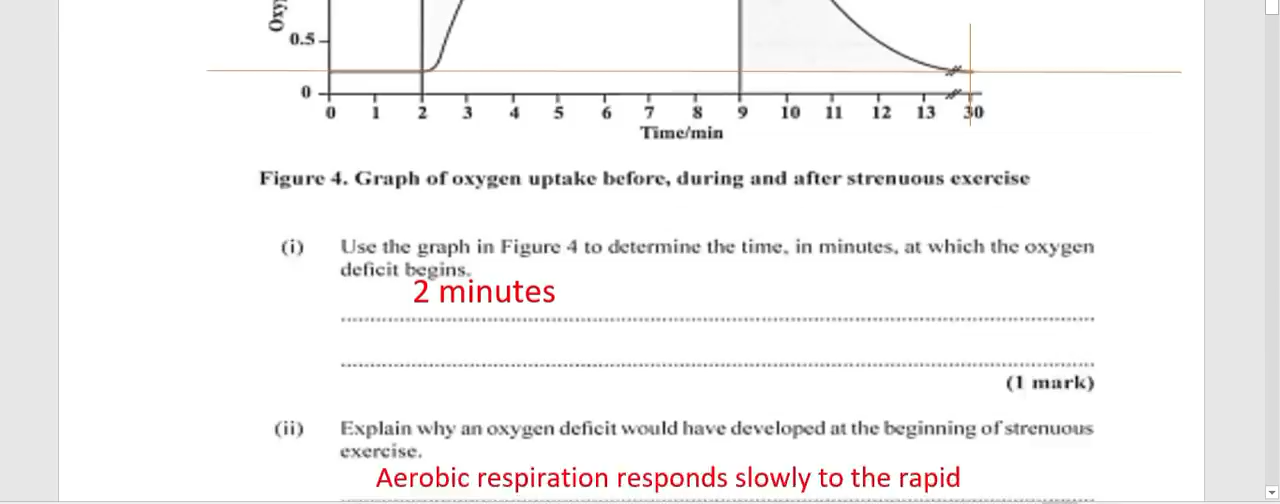 0.5
0
0 1 2 3 4 5 6 7 8 9 10 11 12 13 30
Time/min
Figure 4. Graph of oxygen uptake before, during and after strenuous exercise
(i) Use the graph in Figure 4 to determine the time, in minutes, at which the oxygen
deficit begins.
2 minutes
(1 mark)
(ii) Explain why an oxygen deficit would have developed at the beginning of strenuous
exercise.
Aerobic respiration responds slowly to the rapid